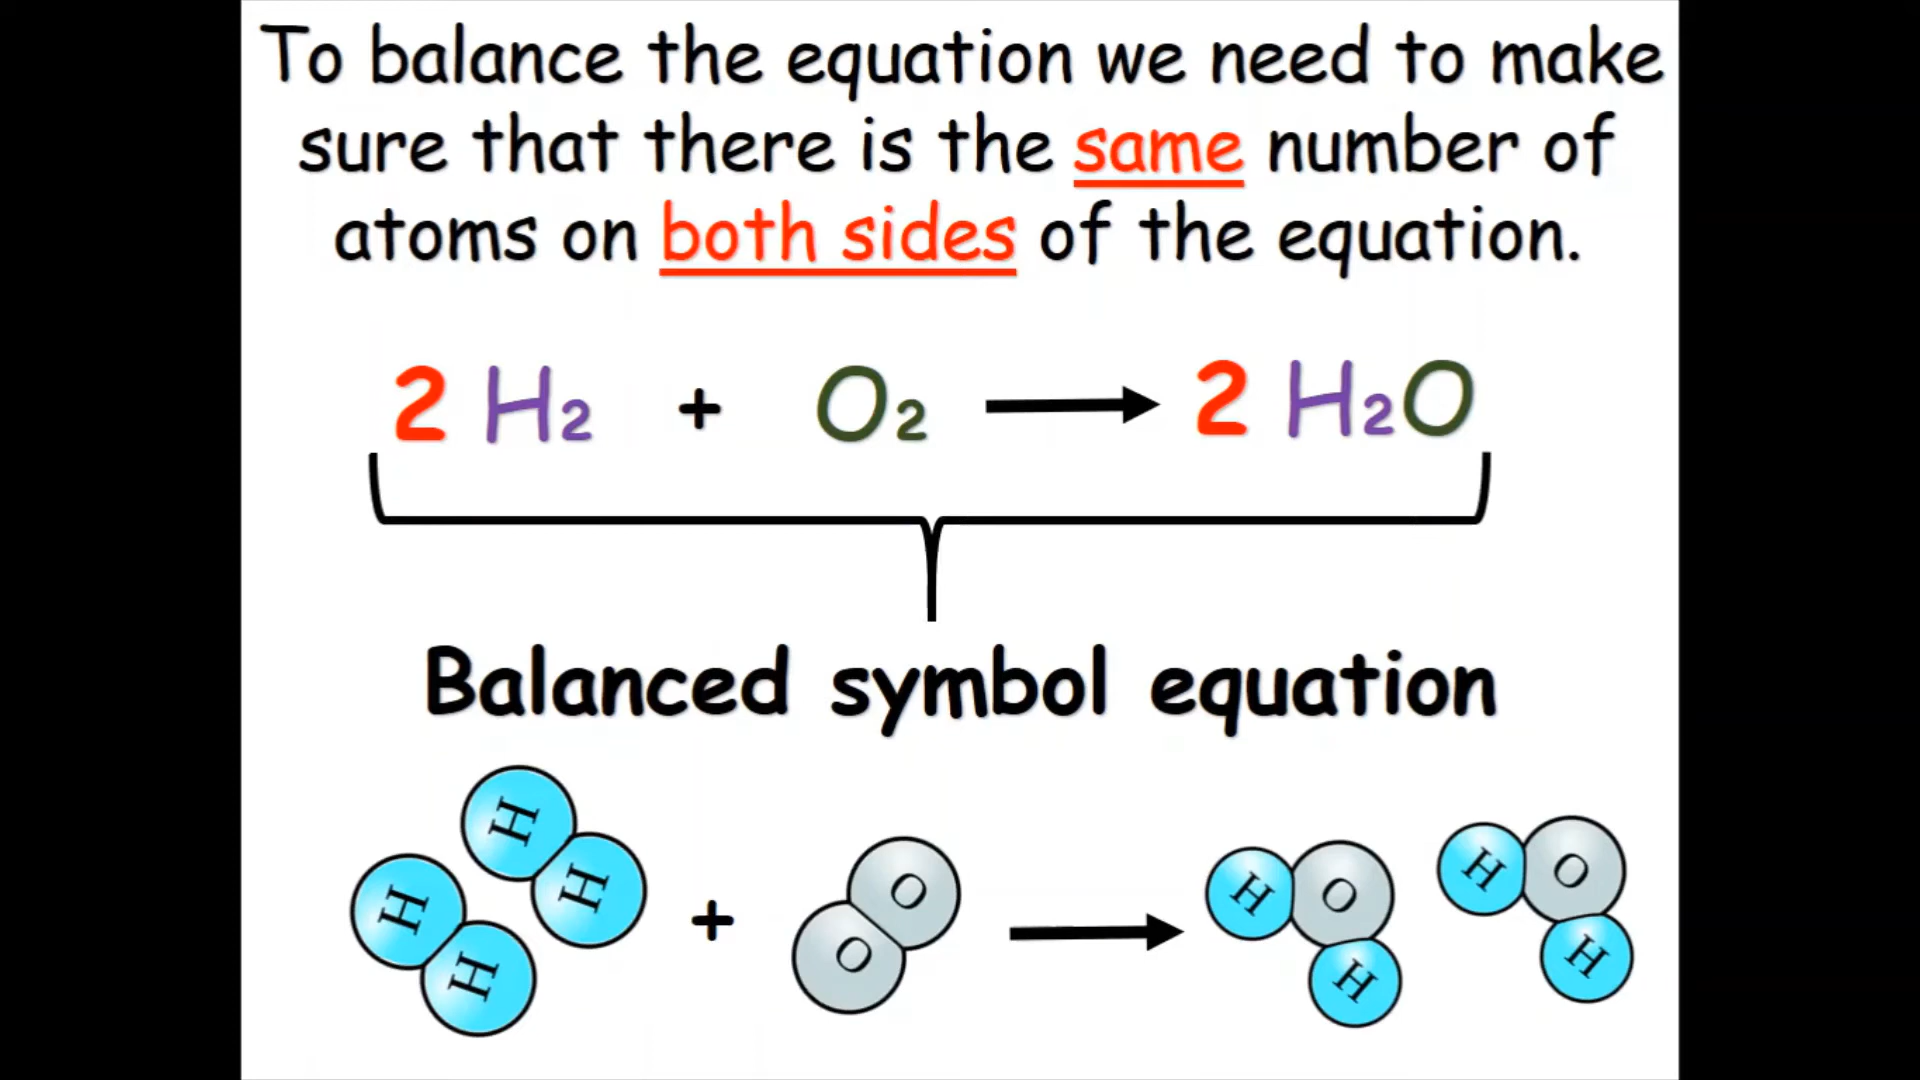 To balance the equation we need to make
sure that there is the same number of
atoms on both sides of the equation.
2 H₂ + O₂ → 2 H₂O
Balanced symbol equation
H
H H O H O
H + O → H
H O H